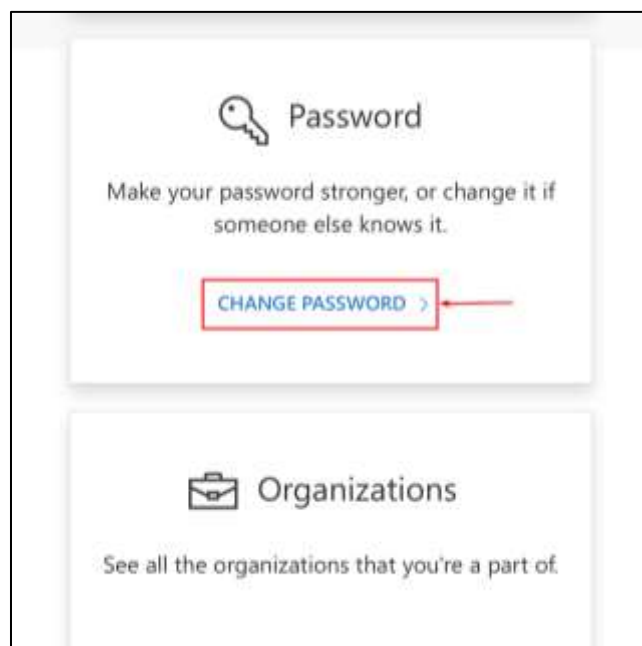 Password
Make your password stronger, or change it if
someone else knows it.
CHANGE PASSWORD >
Organizations
See all the organizations that you're a part of.